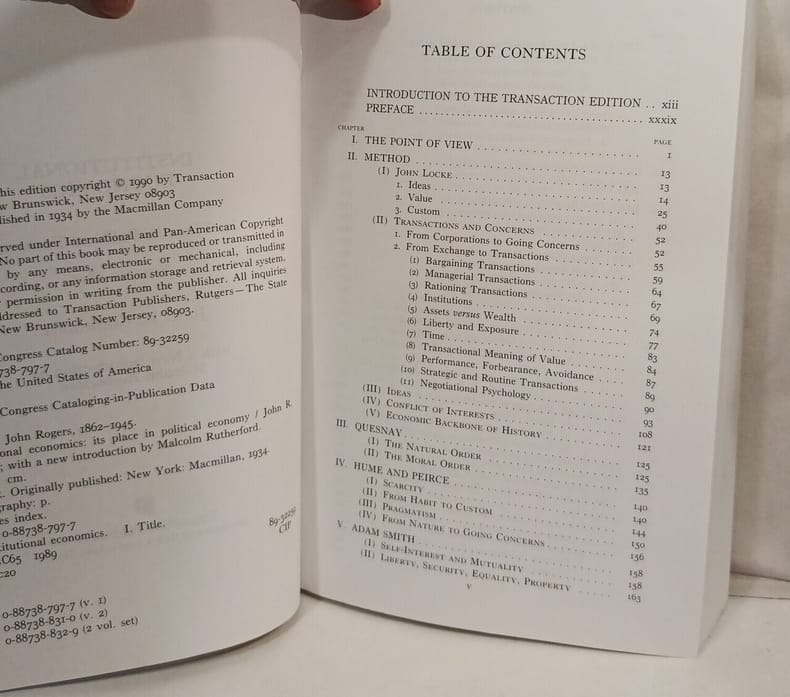 his edition copyright © 1990 by Transaction
w Brunswick, New Jersey 08903
lished in 1934 by the Macmillan Company
rved under International and Pan-American Copyright
No part of this book may be reproduced or transmitted in
by any means, electronic or mechanical, including
cording, or any information storage and retrieval system,
permission in writing from the publisher. All inquiries
ddressed to Transaction Publishers, Rutgers—The State
New Brunswick, New Jersey, 08903.
Congress Catalog Number: 89-32259
738-797-7
he United States of America
Congress Cataloging-in-Publication Data
John Rogers, 1862–1945.
onal economics: its place in political economy / John R.
; with a new introduction by Malcolm Rutherford.
cm.
. Originally published: New York: Macmillan, 1934.
graphy: p.
es index.
0-88738-797-7
titutional economics. I. Title.
.C65 1989
c20
89-32259
CIP
0-88738-797-7 (v. 1)
0-88738-831-0 (v. 2)
0-88738-832-9 (2 vol. set)
TABLE OF CONTENTS
INTRODUCTION TO THE TRANSACTION EDITION .. xiii
PREFACE xxxix
CHAPTER PAGE
I. THE POINT OF VIEW 1
II. METHOD 13
(I) JOHN LOCKE 13
1. Ideas 14
2. Value 25
3. Custom 40
(II) TRANSACTIONS AND CONCERNS 52
1. From Corporations to Going Concerns 52
2. From Exchange to Transactions 55
(1) Bargaining Transactions 59
(2) Managerial Transactions 64
(3) Rationing Transactions 67
(4) Institutions 69
(5) Assets versus Wealth 74
(6) Liberty and Exposure 77
(7) Time 83
(8) Transactional Meaning of Value 84
(9) Performance, Forbearance, Avoidance 87
(10) Strategic and Routine Transactions 89
(11) Negotiational Psychology 90
(III) IDEAS 93
(IV) CONFLICT OF INTERESTS 108
(V) ECONOMIC BACKBONE OF HISTORY 121
III. QUESNAY 125
(I) THE NATURAL ORDER 125
(II) THE MORAL ORDER 135
IV. HUME AND PEIRCE 140
(I) SCARCITY 140
(II) FROM HABIT TO CUSTOM 144
(III) PRAGMATISM 150
(IV) FROM NATURE TO GOING CONCERNS 156
V. ADAM SMITH 158
(I) SELF-INTEREST AND MUTUALITY 158
(II) LIBERTY, SECURITY, EQUALITY, PROPERTY 163
v